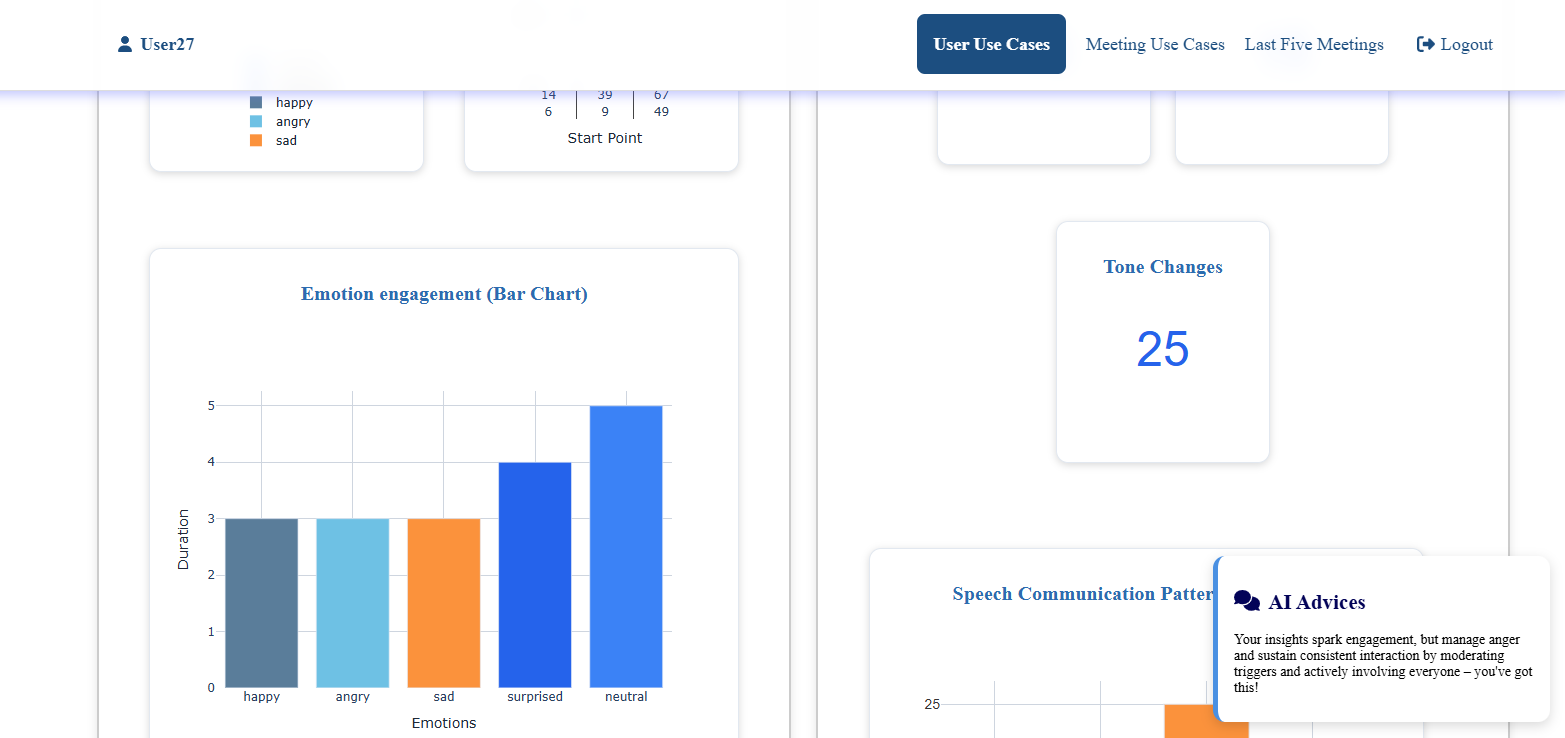 User27
User Use Cases
Meeting Use Cases
Last Five Meetings
Logout
happy
angry
sad
14 39 67
6 9 49
Start Point
Emotion engagement (Bar Chart)
5
4
3
2
1
0
Duration
happy angry sad surprised neutral
Emotions
Tone Changes
25
Speech Communication Patter
25
AI Advices
Your insights spark engagement, but manage anger
and sustain consistent interaction by moderating
triggers and actively involving everyone – you've got
this!